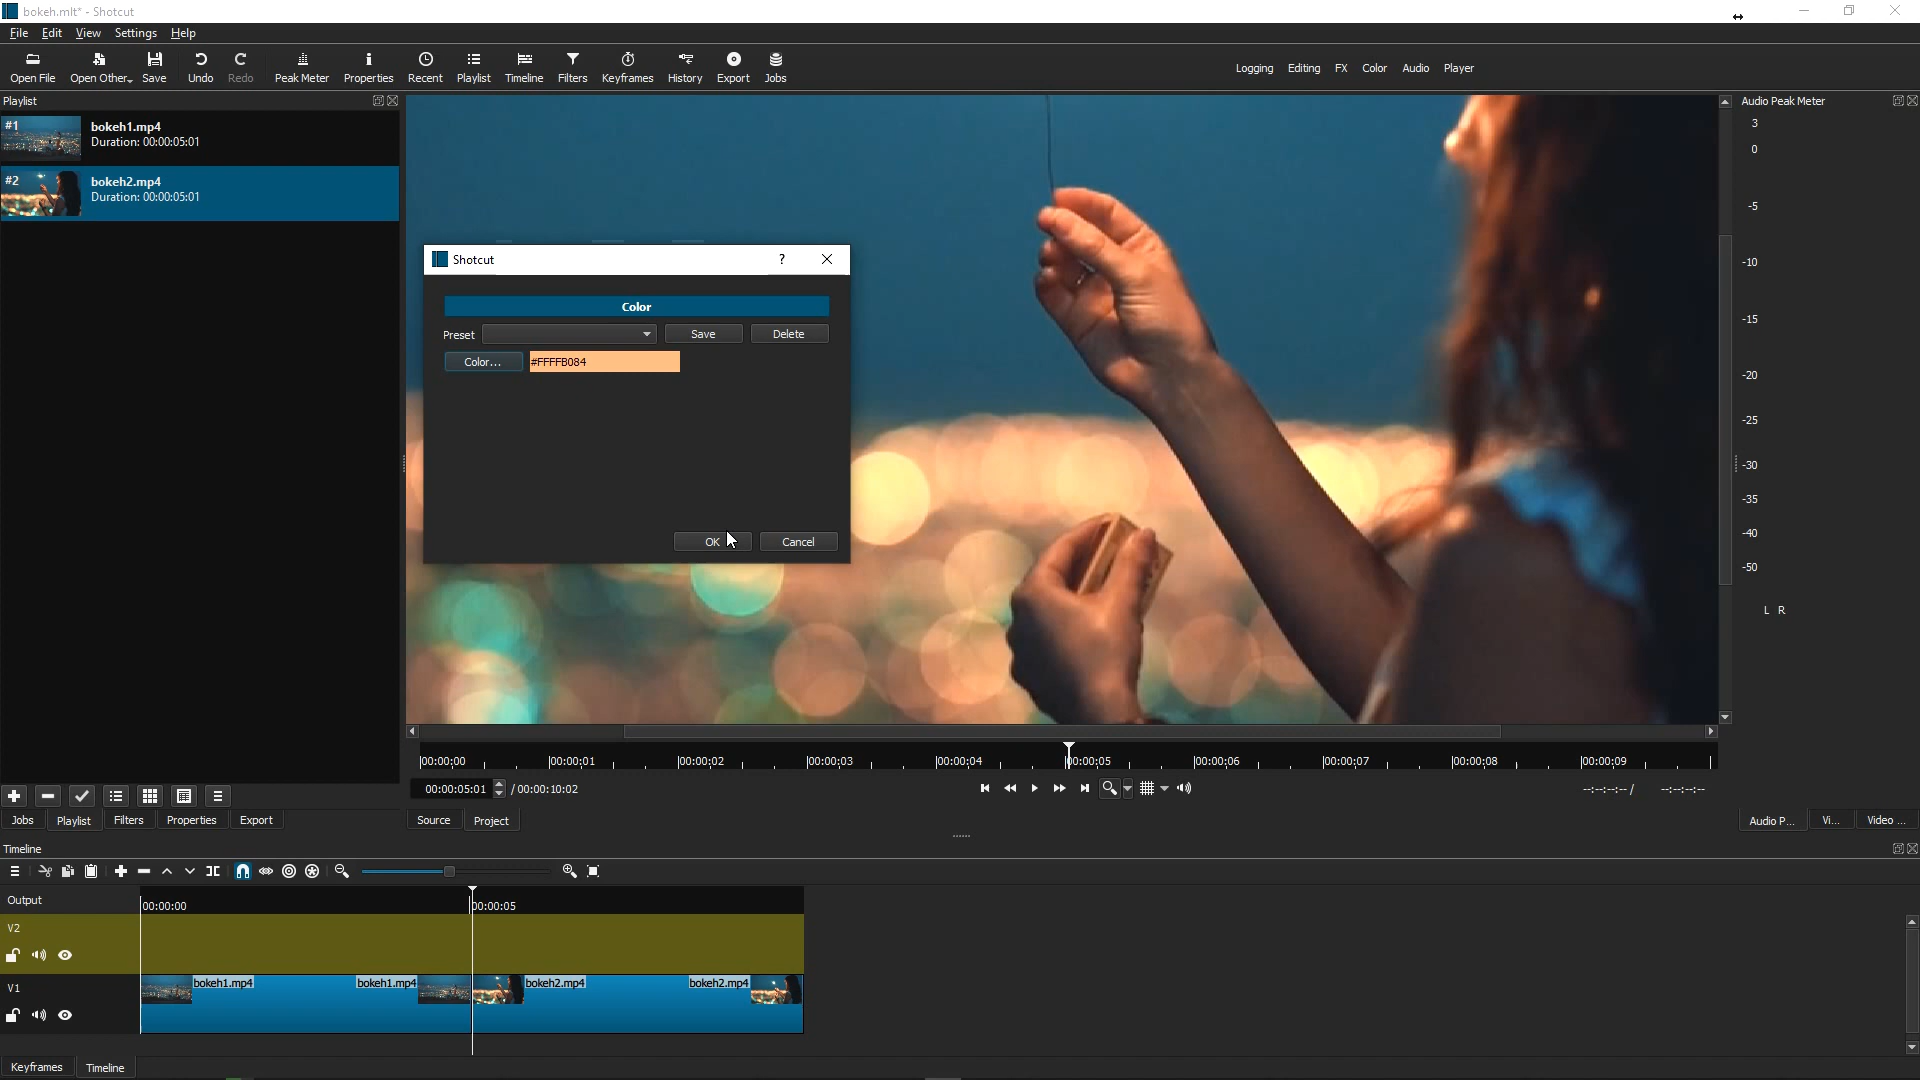 bokeh.mlt* - Shotcut
File Edit View Settings Help
Open File Open Other... Save Undo Redo Peak Meter Properties Recent Playlist Timeline Filters Keyframes History Export Jobs
Logging Editing FX Color Audio Player
Playlist
#1 bokeh1.mp4
Duration: 00:00:05:01
#2 bokeh2.mp4
Duration: 00:00:05:01
Shotcut ?
Color
Preset Save Delete
Color... #FFFFB084
OK Cancel
Audio Peak Meter
3
0
-5
-10
-15
-20
-25
-30
-35
-40
-50
L R
00:00:00 00:00:01 00:00:02 00:00:03 00:00:04 00:00:05 00:00:06 00:00:07 00:00:08 00:00:09
00:00:05:01 / 00:00:10:02 --:--:--:-- / --:--:--:--
Jobs Playlist Filters Properties Export
Source Project
Audio P... Vi... Video ...
Timeline
Output 00:00:00 00:00:05
V2
V1
bokeh1.mp4 bokeh1.mp4 bokeh2.mp4 bokeh2.mp4
Keyframes Timeline